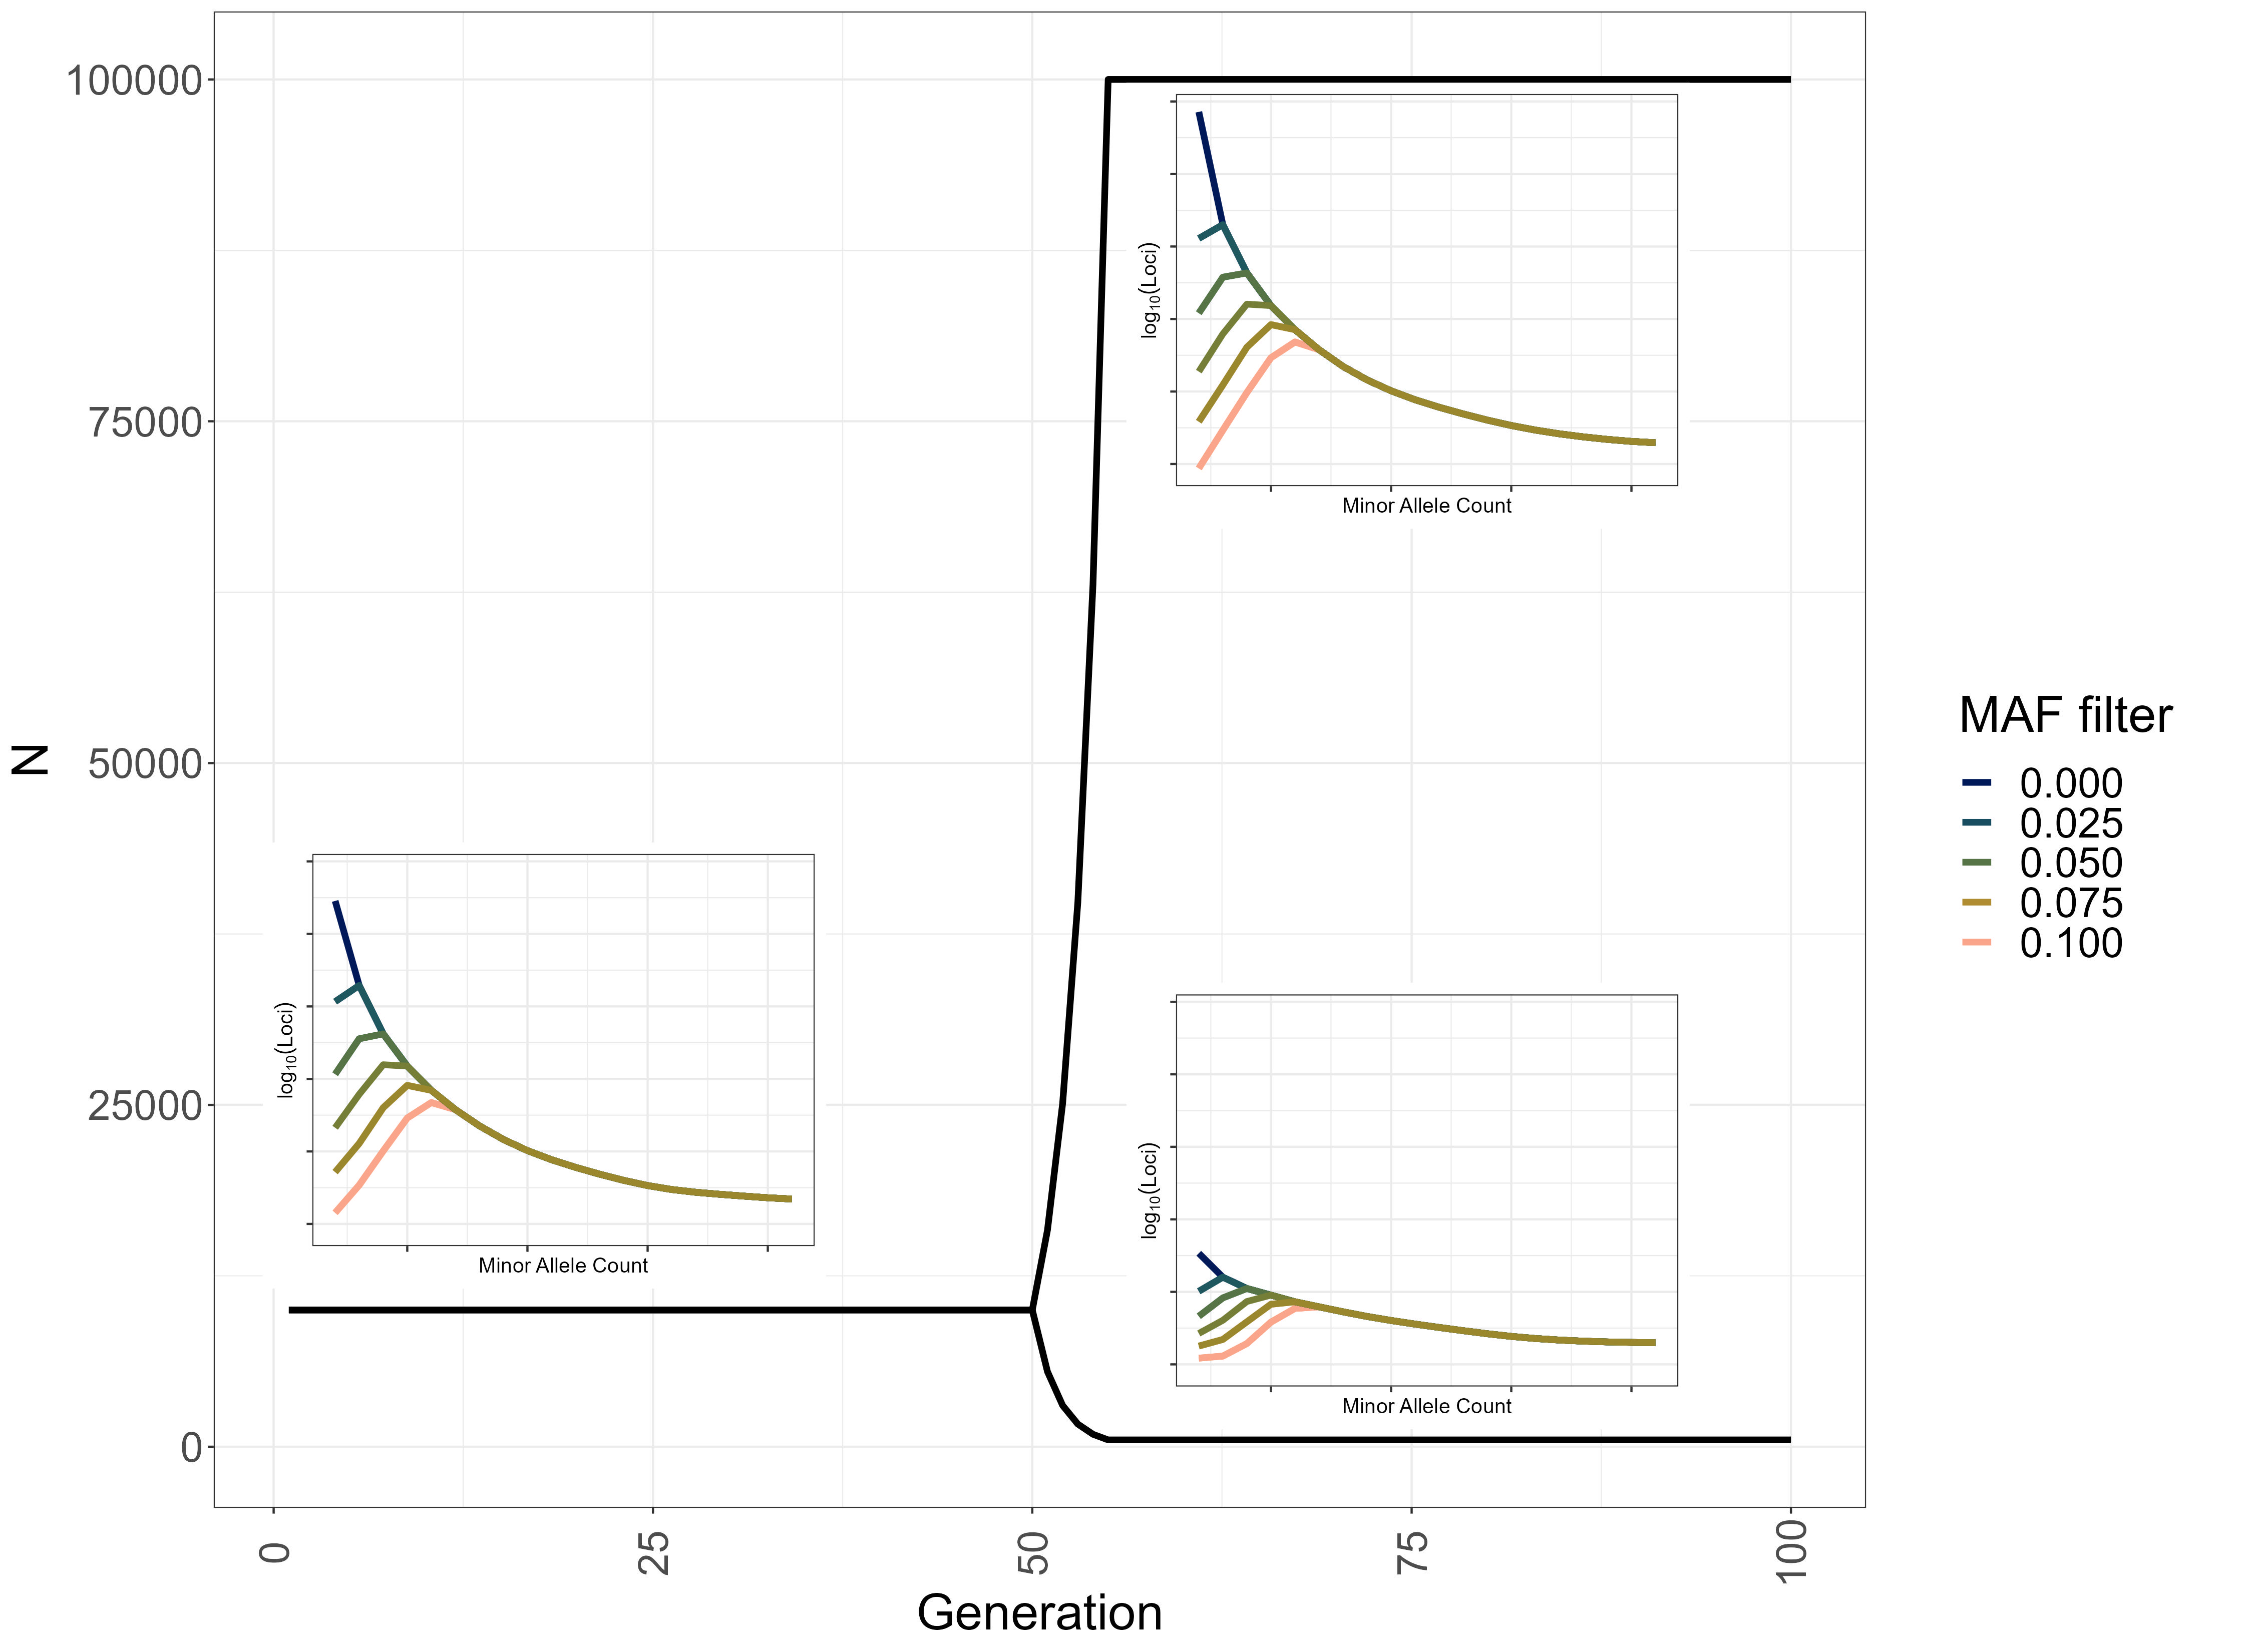 100000
75000
50000
25000
0
N
0
25
50
75
100
Generation
log₁₀(Loci)
Minor Allele Count
log₁₀(Loci)
Minor Allele Count
log₁₀(Loci)
Minor Allele Count
MAF filter
0.000
0.025
0.050
0.075
0.100